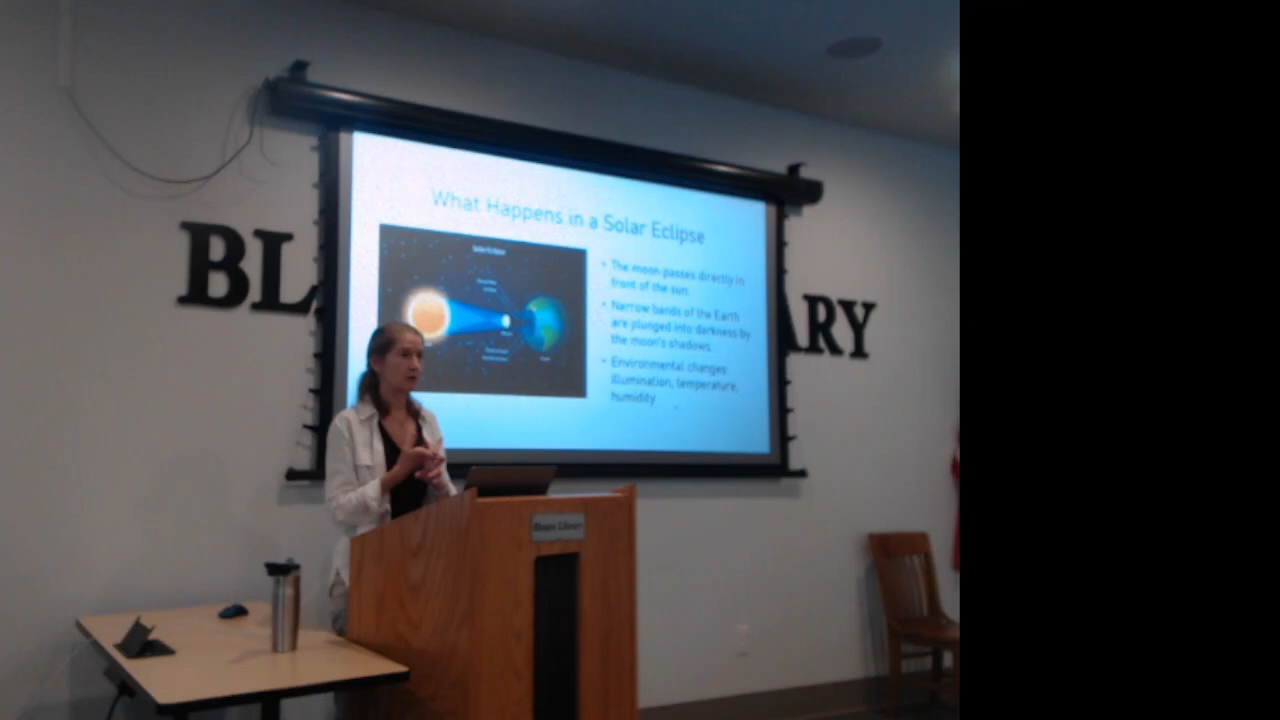 What Happens in a Solar Eclipse
Solar Eclipse
• The moon passes directly in
front of the sun.
• Narrow bands of the Earth
are plunged into darkness by
the moon's shadows.
• Environmental changes:
illumination, temperature,
humidity
BL
ARY
Library